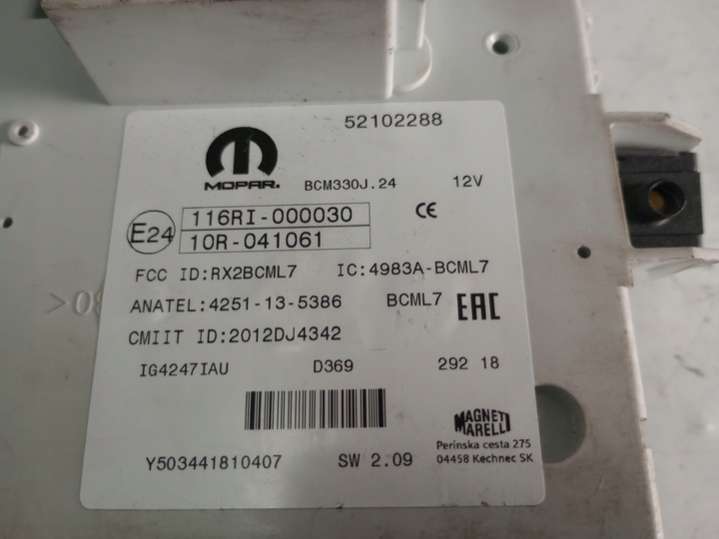 52102288
MOPAR.
BCM330J.24 12V
E24 116RI-000030 CE
10R-041061
FCC ID:RX2BCML7 IC:4983A-BCML7
ANATEL:4251-13-5386 BCML7 EAC
CMIIT ID:2012DJ4342
IG4247IAU D369 292 18
MAGNETI
MARELLI
Perinska cesta 275
04458 Kechnec SK
Y503441810407 SW 2.09